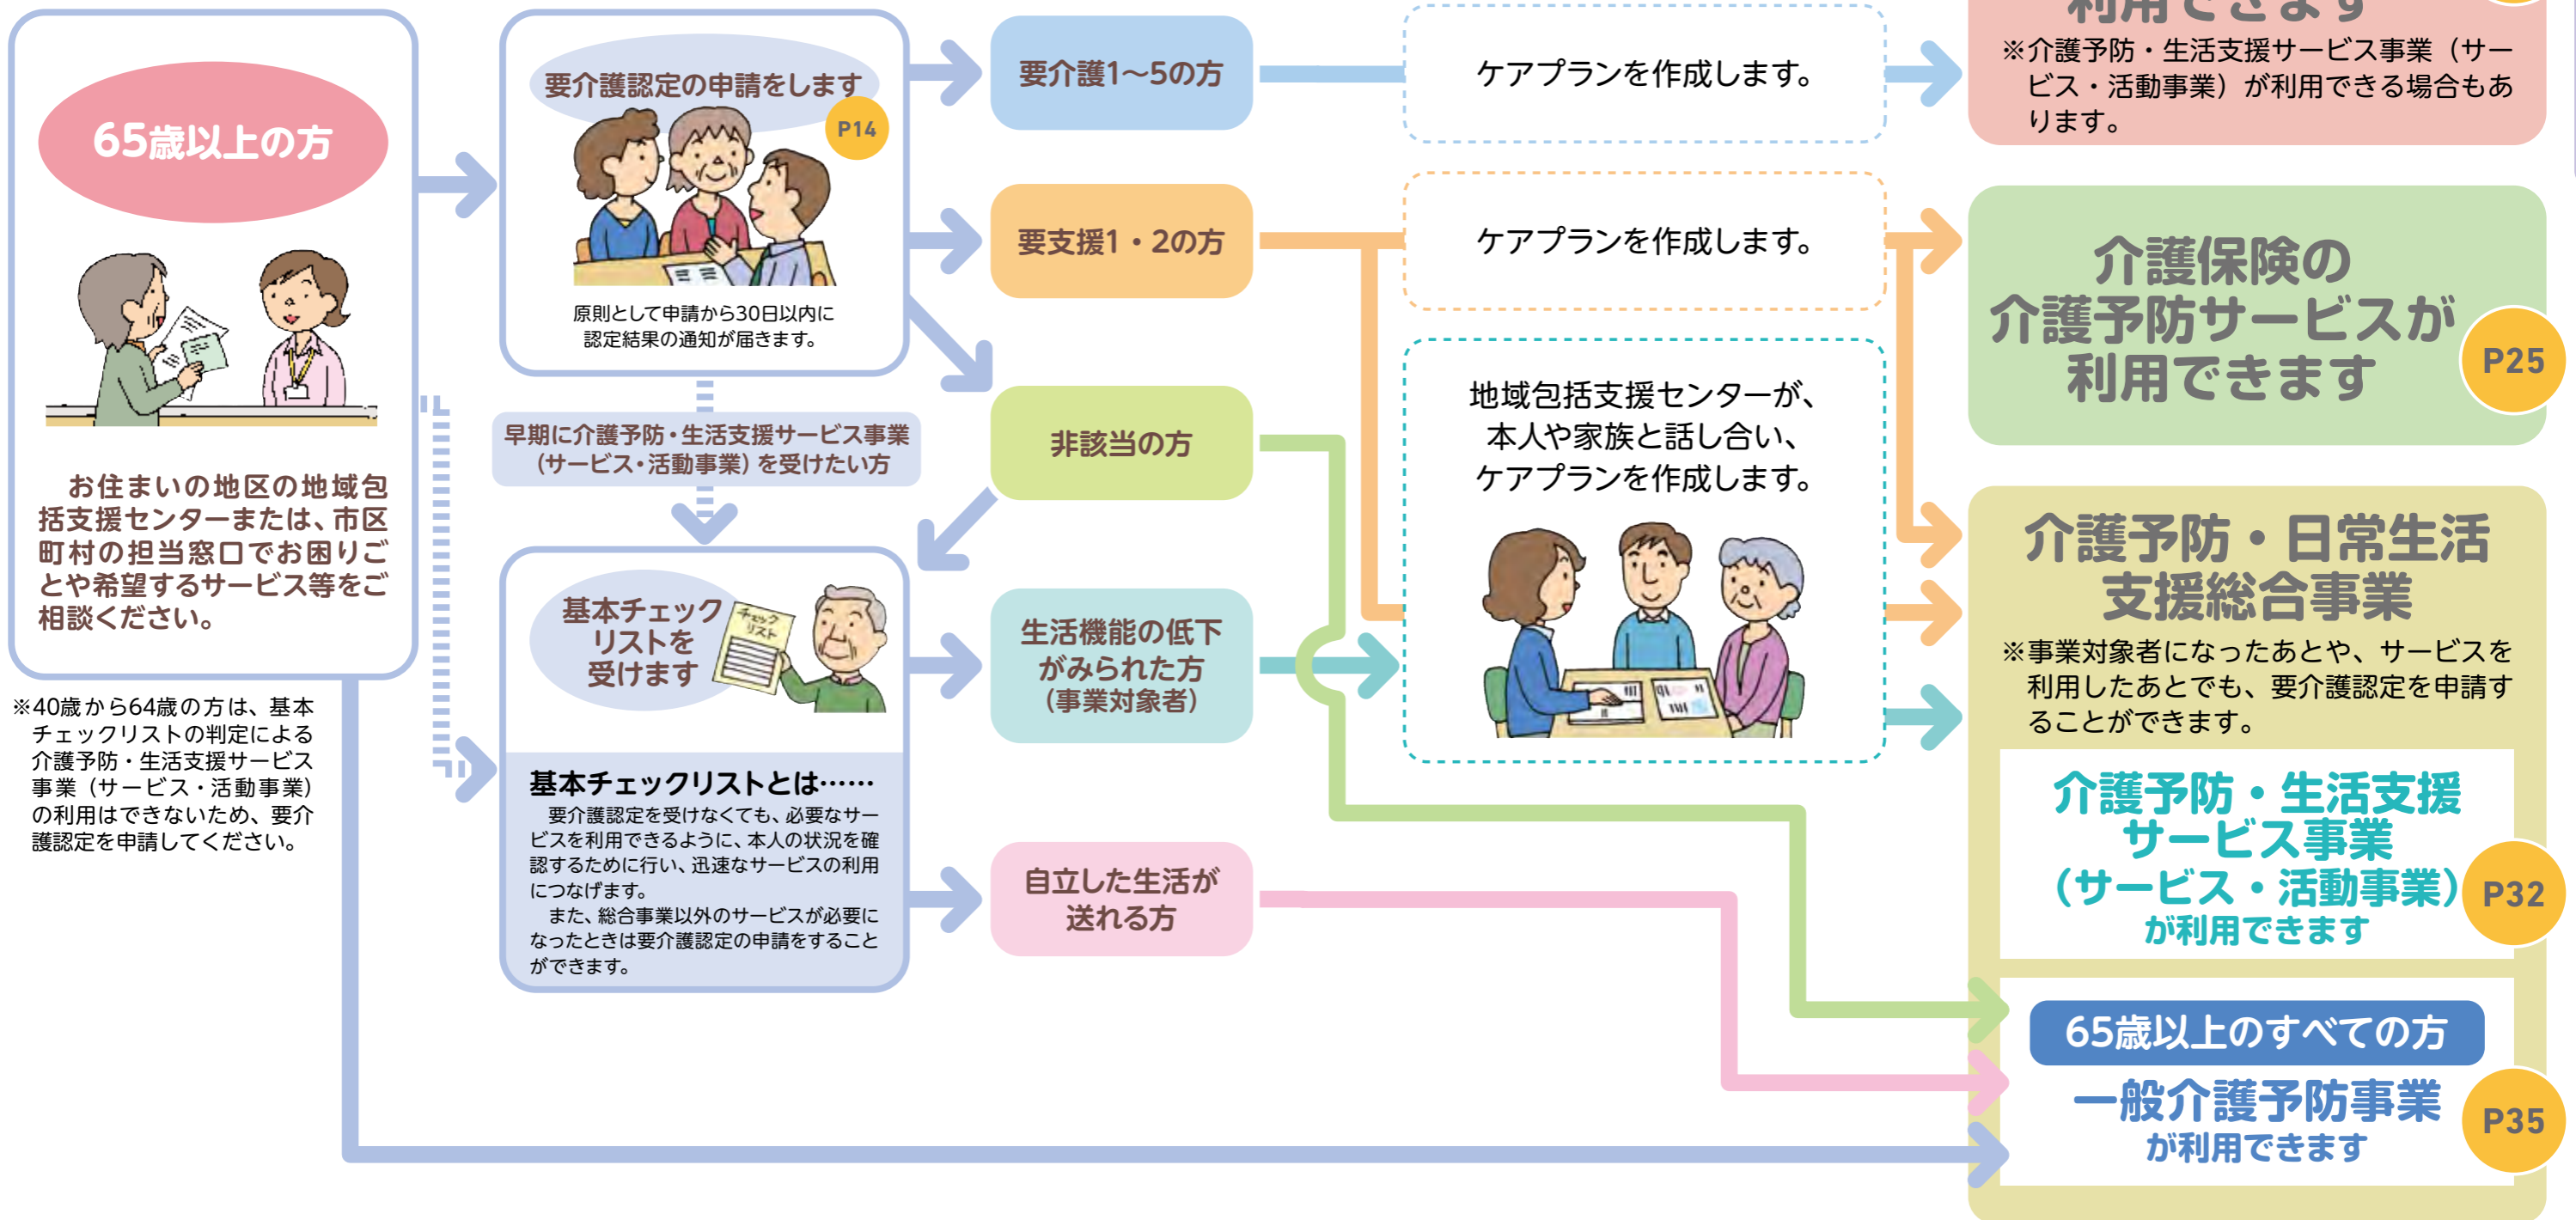 65歳以上の方
お住まいの地区の地域包
括支援センターまたは、市区
町村の担当窓口でお困りご
とや希望するサービス等をご
相談ください。
※40歳から64歳の方は、基本
チェックリストの判定による
介護予防・生活支援サービス
事業（サービス・活動事業）
の利用はできないため、要介
護認定を申請してください。
要介護認定の申請をします
P14
原則として申請から30日以内に
認定結果の通知が届きます。
早期に介護予防・生活支援サービス事業
（サービス・活動事業）を受けたい方
基本チェック
リストを
受けます
チェック
リスト
基本チェックリストとは……
要介護認定を受けなくても、必要なサー
ビスを利用できるように、本人の状況を確
認するために行い、迅速なサービスの利用
につなげます。
また、総合事業以外のサービスが必要に
なったときは要介護認定の申請をすること
ができます。
要介護1～5の方
要支援1・2の方
非該当の方
生活機能の低下
がみられた方
（事業対象者）
自立した生活が
送れる方
ケアプランを作成します。
ケアプランを作成します。
地域包括支援センターが、
本人や家族と話し合い、
ケアプランを作成します。
利用できます
※介護予防・生活支援サービス事業（サー
ビス・活動事業）が利用できる場合もあ
ります。
介護保険の
介護予防サービスが
利用できます
P25
介護予防・日常生活
支援総合事業
※事業対象者になったあとや、サービスを
利用したあとでも、要介護認定を申請す
ることができます。
介護予防・生活支援
サービス事業
（サービス・活動事業）
が利用できます
P32
65歳以上のすべての方
一般介護予防事業
が利用できます
P35